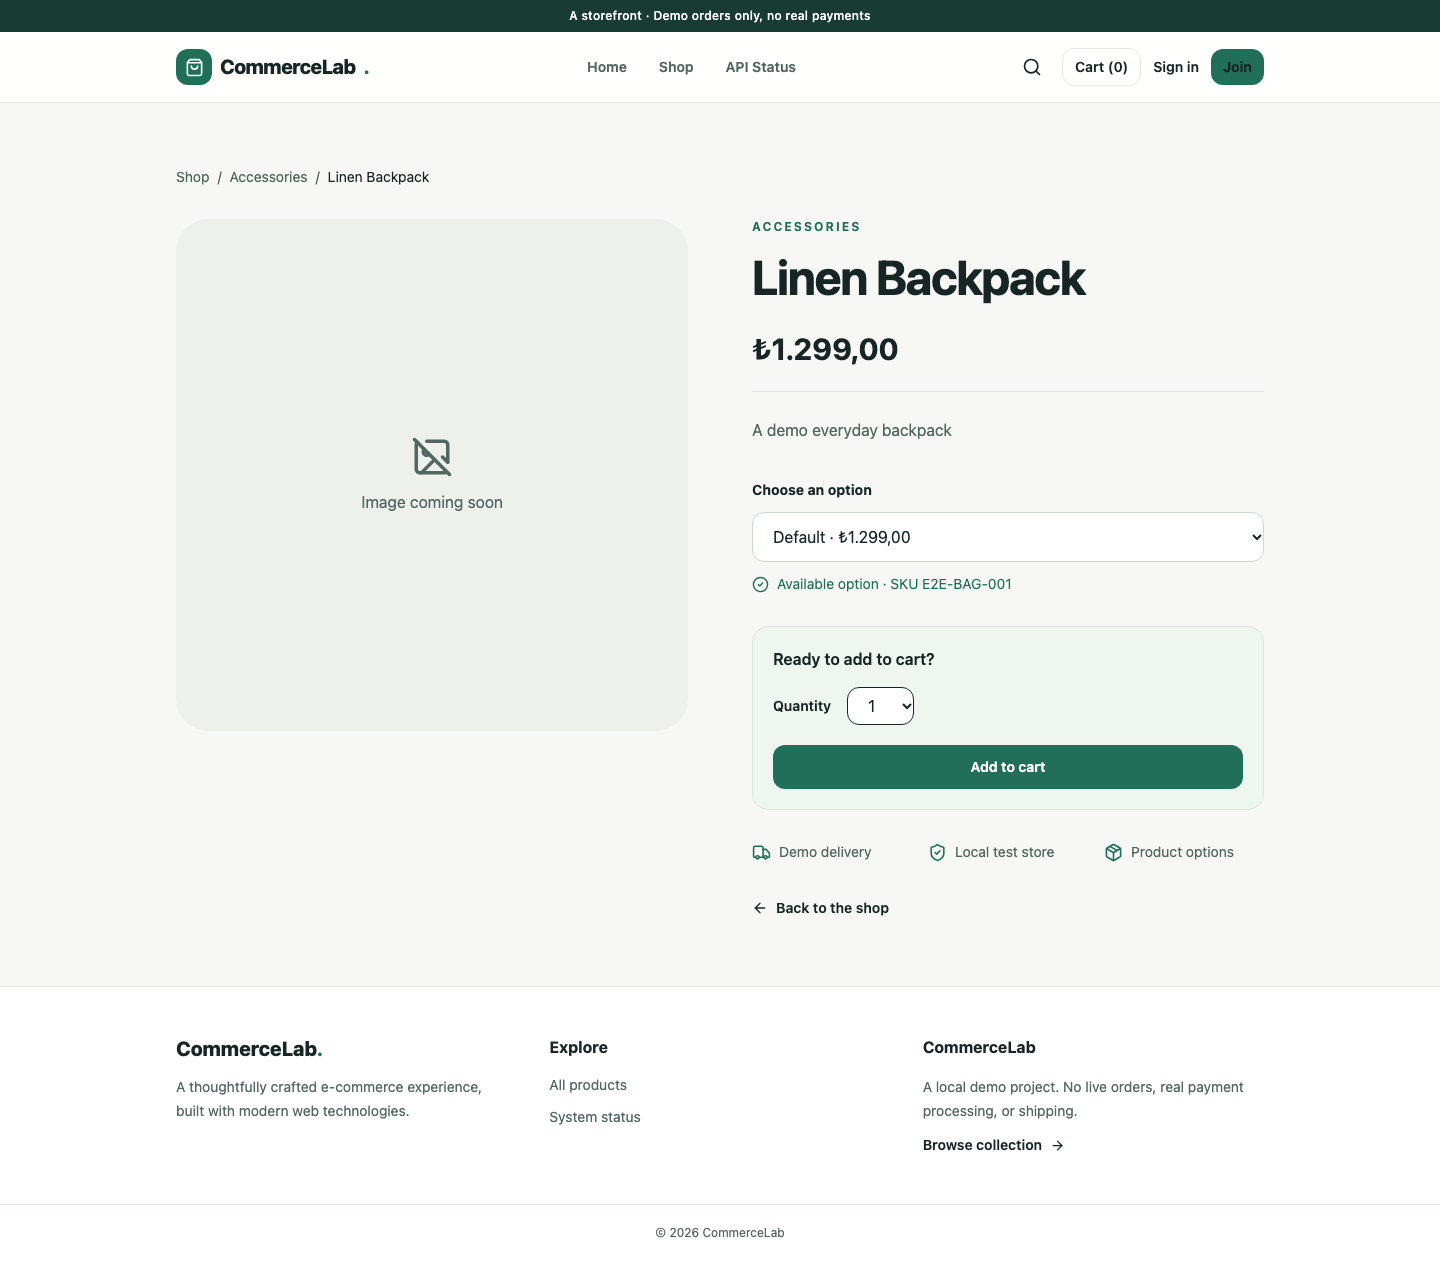 A storefront · Demo orders only, no real payments
CommerceLab .
Home
Shop
API Status
Cart (0)
Sign in
Join
Shop / Accessories / Linen Backpack
Image coming soon
ACCESSORIES
Linen Backpack
₺1.299,00
A demo everyday backpack
Choose an option
Default · ₺1.299,00
Available option · SKU E2E-BAG-001
Ready to add to cart?
Quantity
1
Add to cart
Demo delivery
Local test store
Product options
Back to the shop
CommerceLab.
A thoughtfully crafted e-commerce experience,
built with modern web technologies.
Explore
All products
System status
CommerceLab
A local demo project. No live orders, real payment
processing, or shipping.
Browse collection
© 2026 CommerceLab